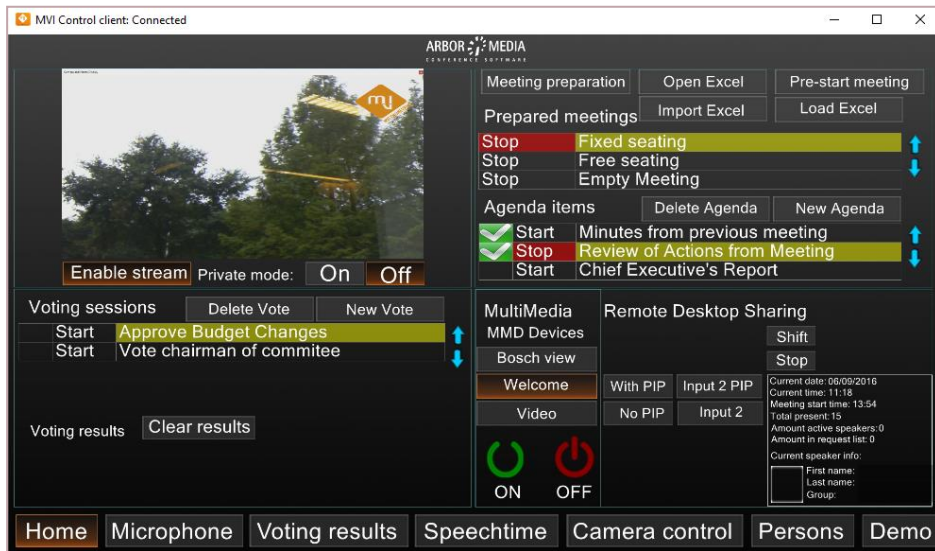 MVI Control client: Connected
ARBOR MEDIA
CONFERENCE SOFTWARE
mi
Enable stream Private mode: On Off
Meeting preparation Open Excel Pre-start meeting
Prepared meetings Import Excel Load Excel
Stop Fixed seating
Stop Free seating
Stop Empty Meeting
Agenda items Delete Agenda New Agenda
Start Minutes from previous meeting
Stop Review of Actions from Meeting
Start Chief Executive's Report
Voting sessions Delete Vote New Vote
Start Approve Budget Changes
Start Vote chairman of commitee
Voting results Clear results
MultiMedia
MMD Devices
Bosch view
Welcome
Video
ON OFF
Remote Desktop Sharing
Shift
Stop
With PIP Input 2 PIP
No PIP Input 2
Current date: 06/09/2016
Current time: 11:18
Meeting start time: 13:54
Total present: 15
Amount active speakers: 0
Amount in request list: 0
Current speaker info:
First name:
Last name:
Group:
Home Microphone Voting results Speechtime Camera control Persons Demo